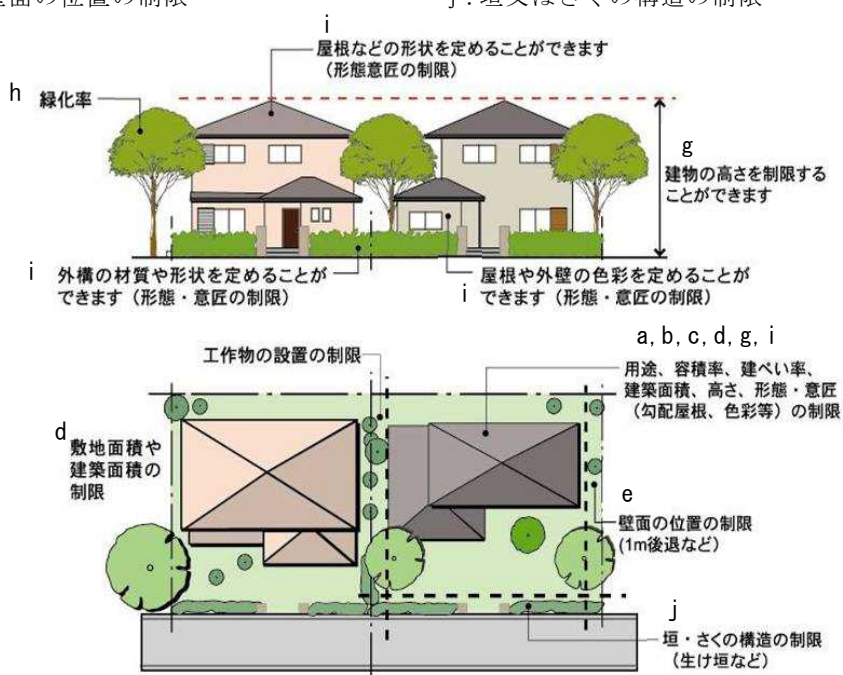 壁面の位置の制限
j:垣又はさくの構造の制限
i
屋根などの形状を定めることができます
(形態意匠の制限)
h
緑化率
g
建物の高さを制限する
ことができます
i
外構の材質や形状を定めることが
できます(形態・意匠の制限)
i
屋根や外壁の色彩を定めることが
できます(形態・意匠の制限)
工作物の設置の制限
a, b, c, d, g, i
用途、容積率、建ぺい率、
建築面積、高さ、形態・意匠
(勾配屋根、色彩等)の制限
d
敷地面積や
建築面積の
制限
e
壁面の位置の制限
(1m後退など)
j
垣・さくの構造の制限
(生け垣など)